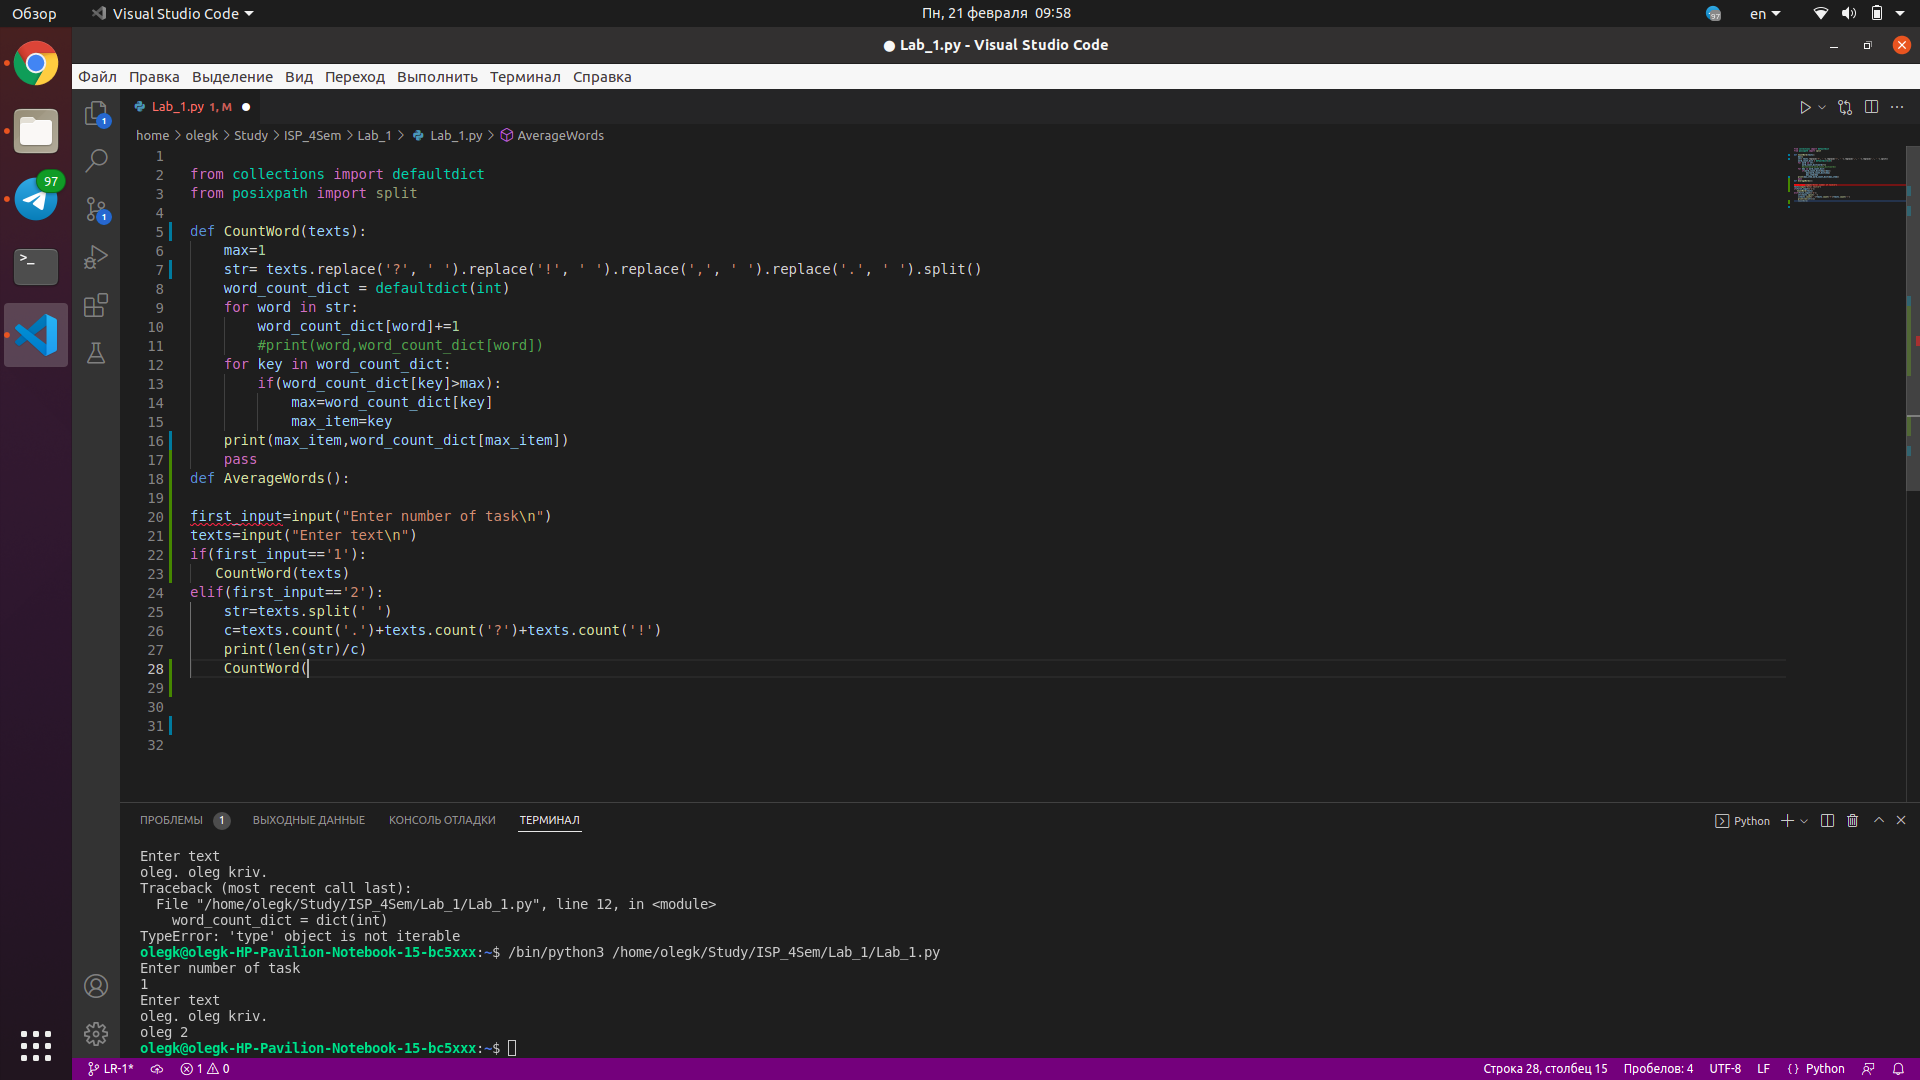 Обзор
Visual Studio Code
Пн, 21 февраля 09:58
97
en
Lab_1.py - Visual Studio Code
Файл Правка Выделение Вид Переход Выполнить Терминал Справка
Lab_1.py 1, M
home > olegk > Study > ISP_4Sem > Lab_1 > Lab_1.py > AverageWords
1
2 from collections import defaultdict
3 from posixpath import split
4
5 def CountWord(texts):
6 max=1
7 str= texts.replace('?', ' ').replace('!', ' ').replace(',', ' ').replace('.', ' ').split()
8 word_count_dict = defaultdict(int)
9 for word in str:
10 word_count_dict[word]+=1
11 #print(word,word_count_dict[word])
12 for key in word_count_dict:
13 if(word_count_dict[key]>max):
14 max=word_count_dict[key]
15 max_item=key
16 print(max_item,word_count_dict[max_item])
17 pass
18 def AverageWords():
19
20 first_input=input("Enter number of task\n")
21 texts=input("Enter text\n")
22 if(first_input=='1'):
23 CountWord(texts)
24 elif(first_input=='2'):
25 str=texts.split(' ')
26 c=texts.count('.')+texts.count('?')+texts.count('!')
27 print(len(str)/c)
28 CountWord(
29
30
31
32
1
1
97
>_
ПРОБЛЕМЫ 1 ВЫХОДНЫЕ ДАННЫЕ КОНСОЛЬ ОТЛАДКИ ТЕРМИНАЛ
Python
Enter text
oleg. oleg kriv.
Traceback (most recent call last):
File "/home/olegk/Study/ISP_4Sem/Lab_1/Lab_1.py", line 12, in <module>
word_count_dict = dict(int)
TypeError: 'type' object is not iterable
olegk@olegk-HP-Pavilion-Notebook-15-bc5xxx:~$ /bin/python3 /home/olegk/Study/ISP_4Sem/Lab_1/Lab_1.py
Enter number of task
1
Enter text
oleg. oleg kriv.
oleg 2
olegk@olegk-HP-Pavilion-Notebook-15-bc5xxx:~$
LR-1* 1 0
Строка 28, столбец 15 Пробелов: 4 UTF-8 LF Python